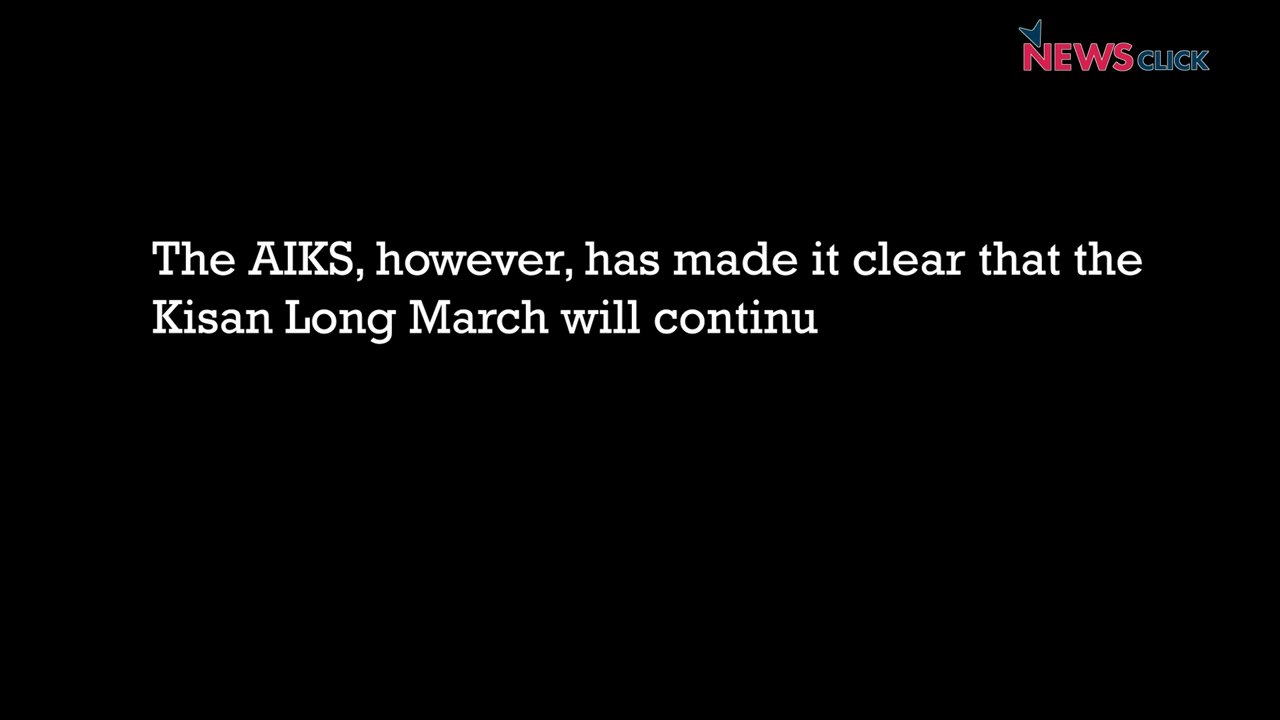 NEWSCLICK
The AIKS, however, has made it clear that the
Kisan Long March will continu